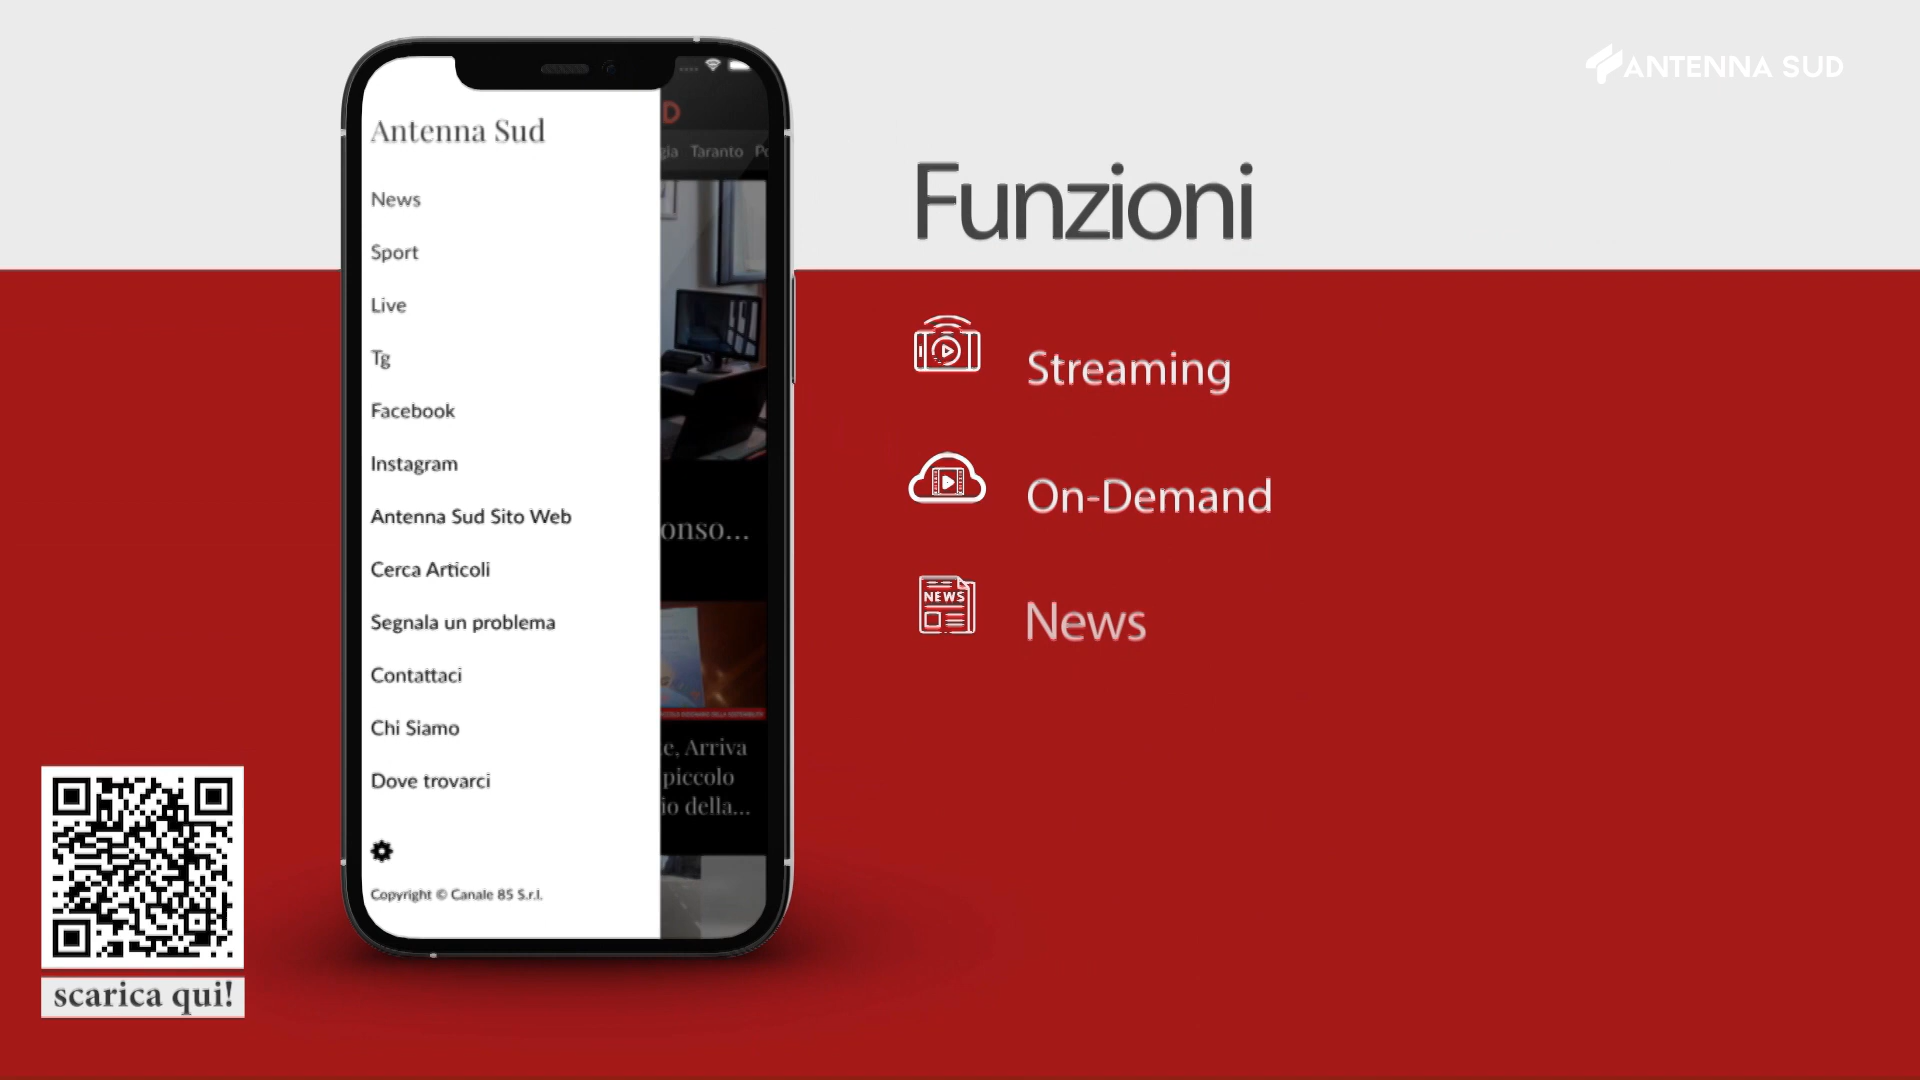 ANTENNA SUD
Antenna Sud
News
Sport
Live
Tg
Facebook
Instagram
Antenna Sud Sito Web
Cerca Articoli
Segnala un problema
Contattaci
Chi Siamo
Dove trovarci
Copyright © Canale 85 S.r.l.
D
gia Taranto Po
onso...
e, Arriva
piccolo
io della...
Funzioni
Streaming
On-Demand
NEWS
News
scarica qui!